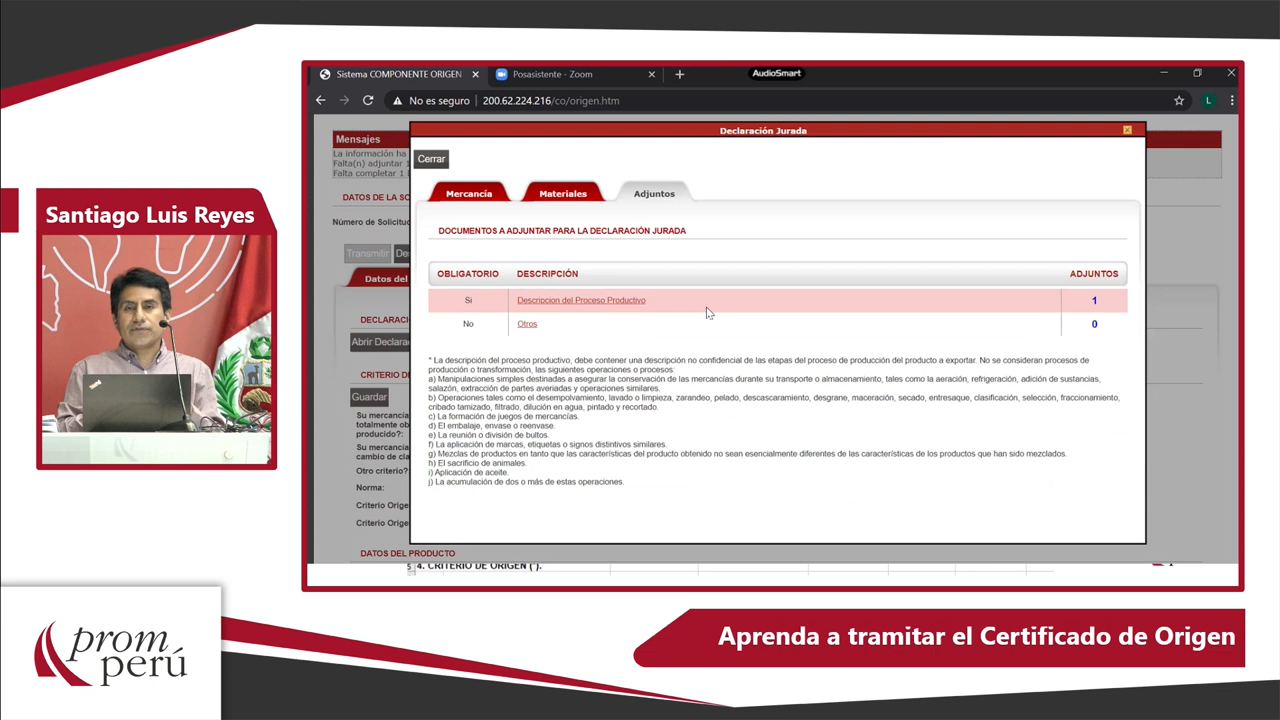 Sistema COMPONENTE ORIGEN
Posasistente - Zoom
AudioSmart
No es seguro | 200.62.224.216/co/origen.htm
L
Mensajes
La información ha
Falta(n) adjuntar 1
Falta completar 1
DATOS DE LA SO
Número de Solicitud
Transmitir
Des
Datos del
DECLARAC
Abrir Declara
CRITERIO DE
Guardar
Su mercanc
totalmente ob
producido?:
Su mercanc
cambio de cla
Otro criterio?
Norma:
Criterio Orige
Criterio Orige
DATOS DEL PRODUCTO
Declaración Jurada
Cerrar
Mercancía
Materiales
Adjuntos
DOCUMENTOS A ADJUNTAR PARA LA DECLARACIÓN JURADA
OBLIGATORIO DESCRIPCIÓN ADJUNTOS
Si Descripcion del Proceso Productivo 1
No Otros 0
* La descripción del proceso productivo, debe contener una descripción no confidencial de las etapas del proceso de producción del producto a exportar. No se consideran procesos de
producción o transformación, las siguientes operaciones o procesos:
a) Manipulaciones simples destinadas a asegurar la conservación de las mercancías durante su transporte o almacenamiento, tales como la aereación, refrigeración, adición de sustancias,
salazón, extracción de partes averiadas y operaciones similares.
b) Operaciones tales como el desempolvamiento, lavado o limpieza, zarandeo, pelado, descascaramiento, desgrane, maceración, secado, entresaque, clasificación, selección, fraccionamiento,
cribado tamizado, filtrado, dilución en agua, pintado y recortado.
c) La formación de juegos de mercancías.
d) El embalaje, envase o reenvase.
e) La reunión o división de bultos.
f) La aplicación de marcas, etiquetas o signos distintivos similares.
g) Mezclas de productos en tanto que las características del producto obtenido no sean esencialmente diferentes de las características de los productos que han sido mezclados.
h) El sacrificio de animales.
i) Aplicación de aceite.
j) La acumulación de dos o más de estas operaciones.
5 4. CRITERIO DE ORIGEN (*).
Santiago Luis Reyes
Aprenda a tramitar el Certificado de Origen
prom
perú